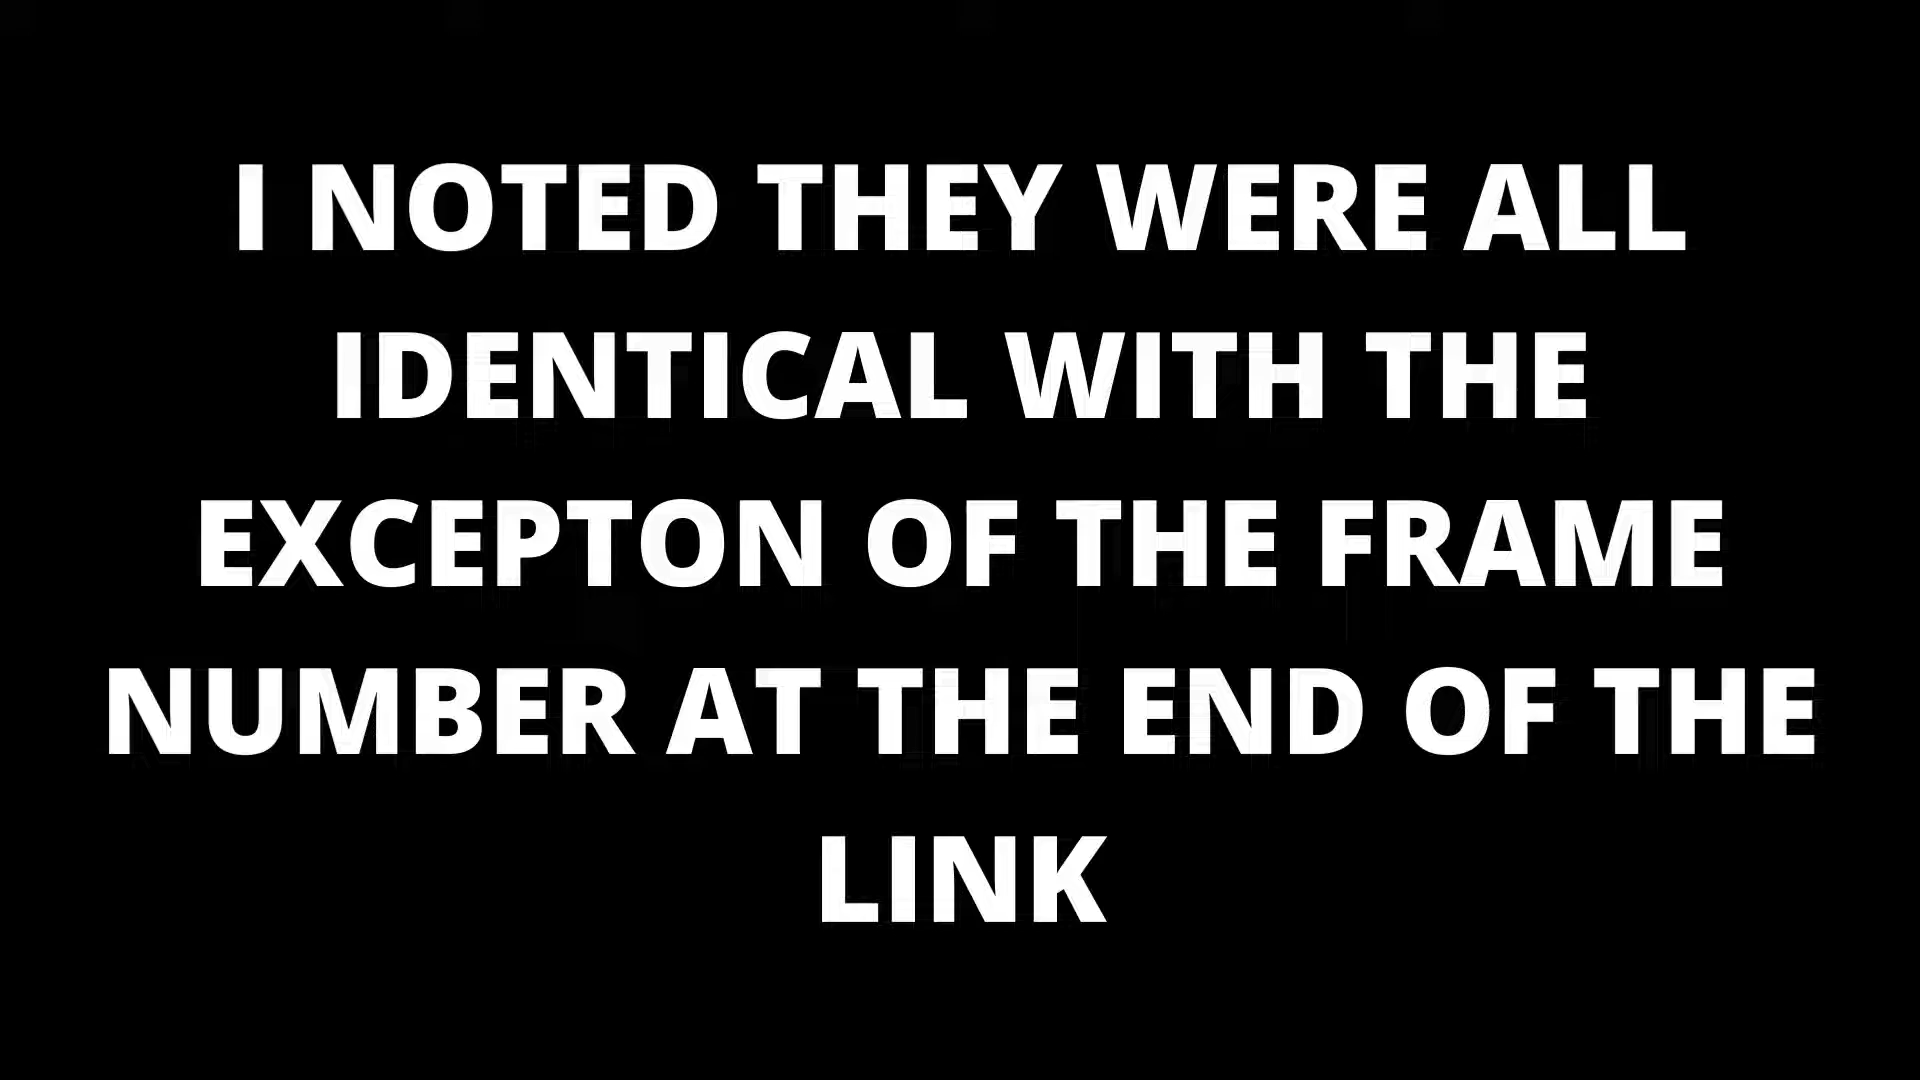 I NOTED THEY WERE ALL
IDENTICAL WITH THE
EXCEPTON OF THE FRAME
NUMBER AT THE END OF THE
LINK